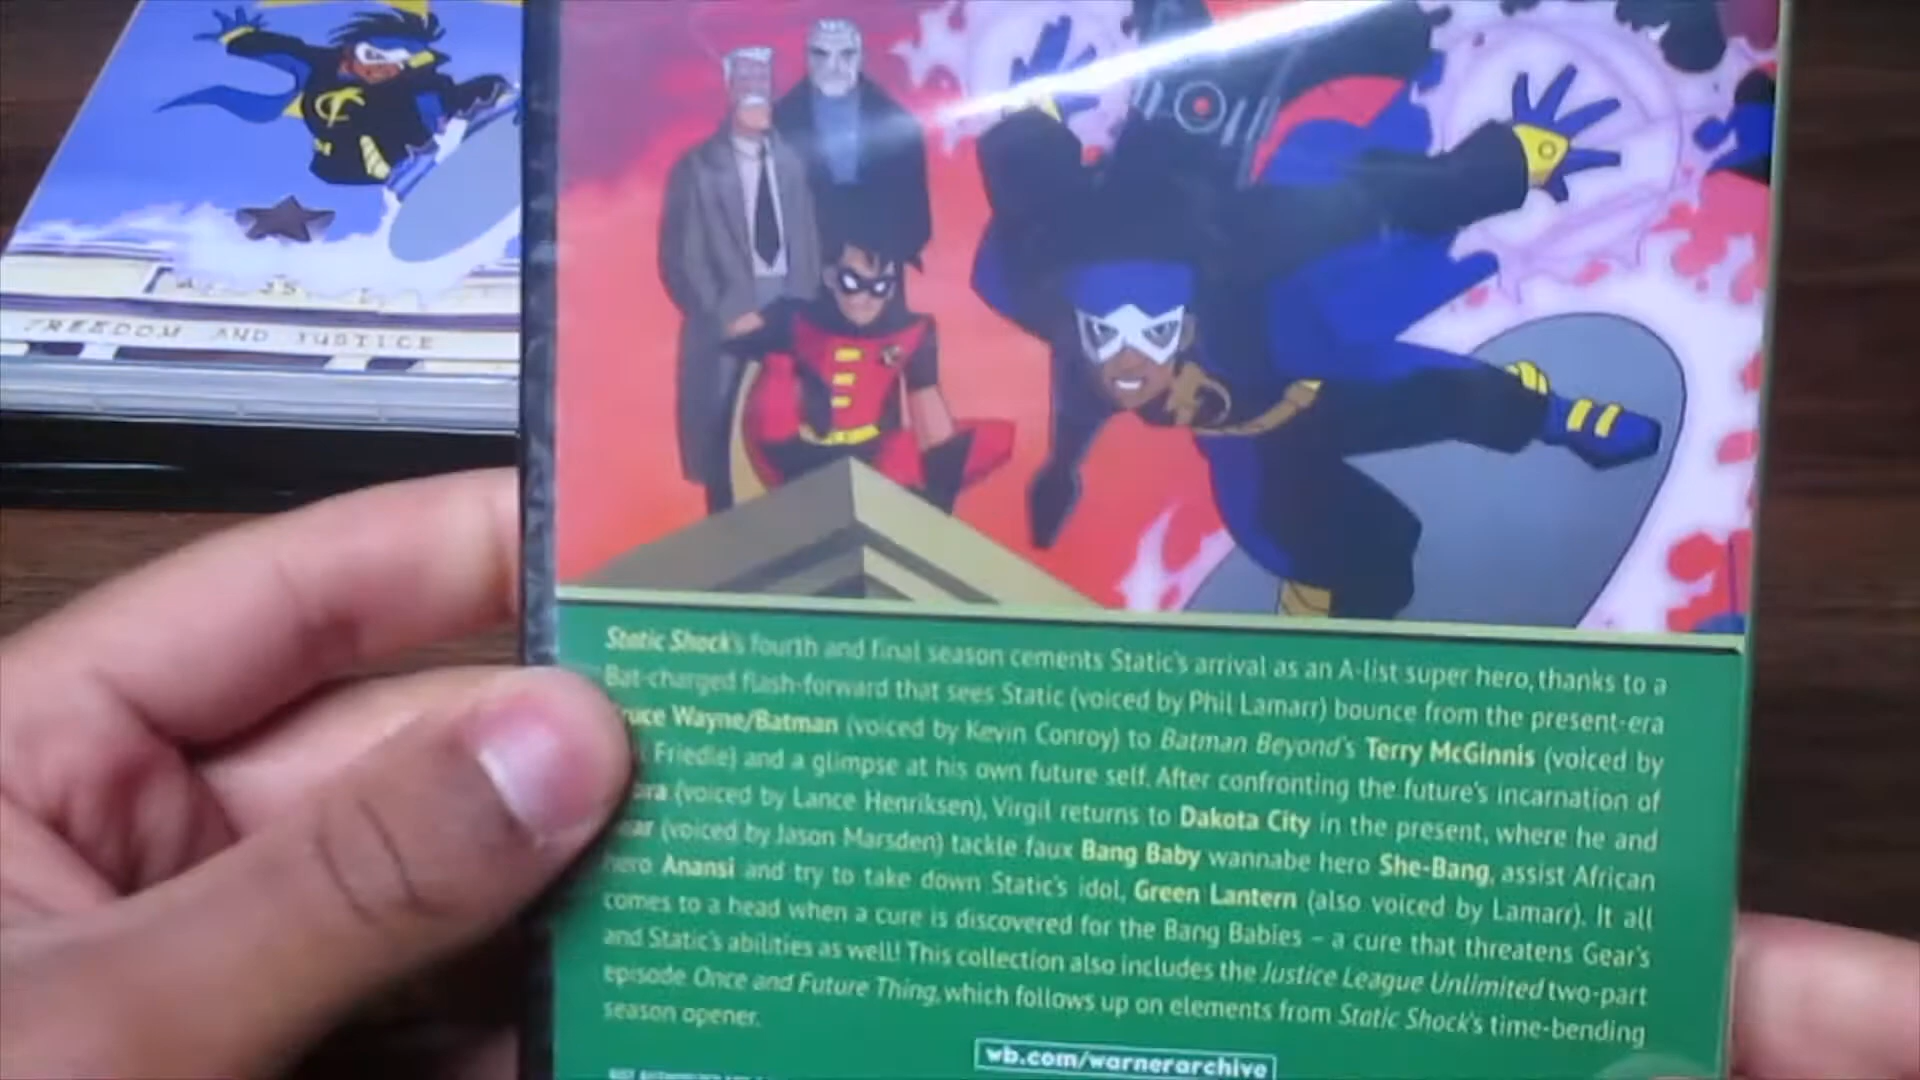 FREEDOM AND JUSTICE
Static Shock's fourth and final season cements Static's arrival as an A-list super hero, thanks to a
Bat-charged flash-forward that sees Static (voiced by Phil Lamarr) bounce from the present-era
uce Wayne/Batman (voiced by Kevin Conroy) to Batman Beyond's Terry McGinnis (voiced by
Friedle) and a glimpse at his own future self. After confronting the future's incarnation of
ara (voiced by Lance Henriksen), Virgil returns to Dakota City in the present, where he and
ear (voiced by Jason Marsden) tackle faux Bang Baby wannabe hero She-Bang, assist African
hero Anansi and try to take down Static's idol, Green Lantern (also voiced by Lamarr). It all
comes to a head when a cure is discovered for the Bang Babies – a cure that threatens Gear's
and Static's abilities as well! This collection also includes the Justice League Unlimited two-part
episode Once and Future Thing, which follows up on elements from Static Shock's time-bending
season opener.
wb.com/warnerarchive